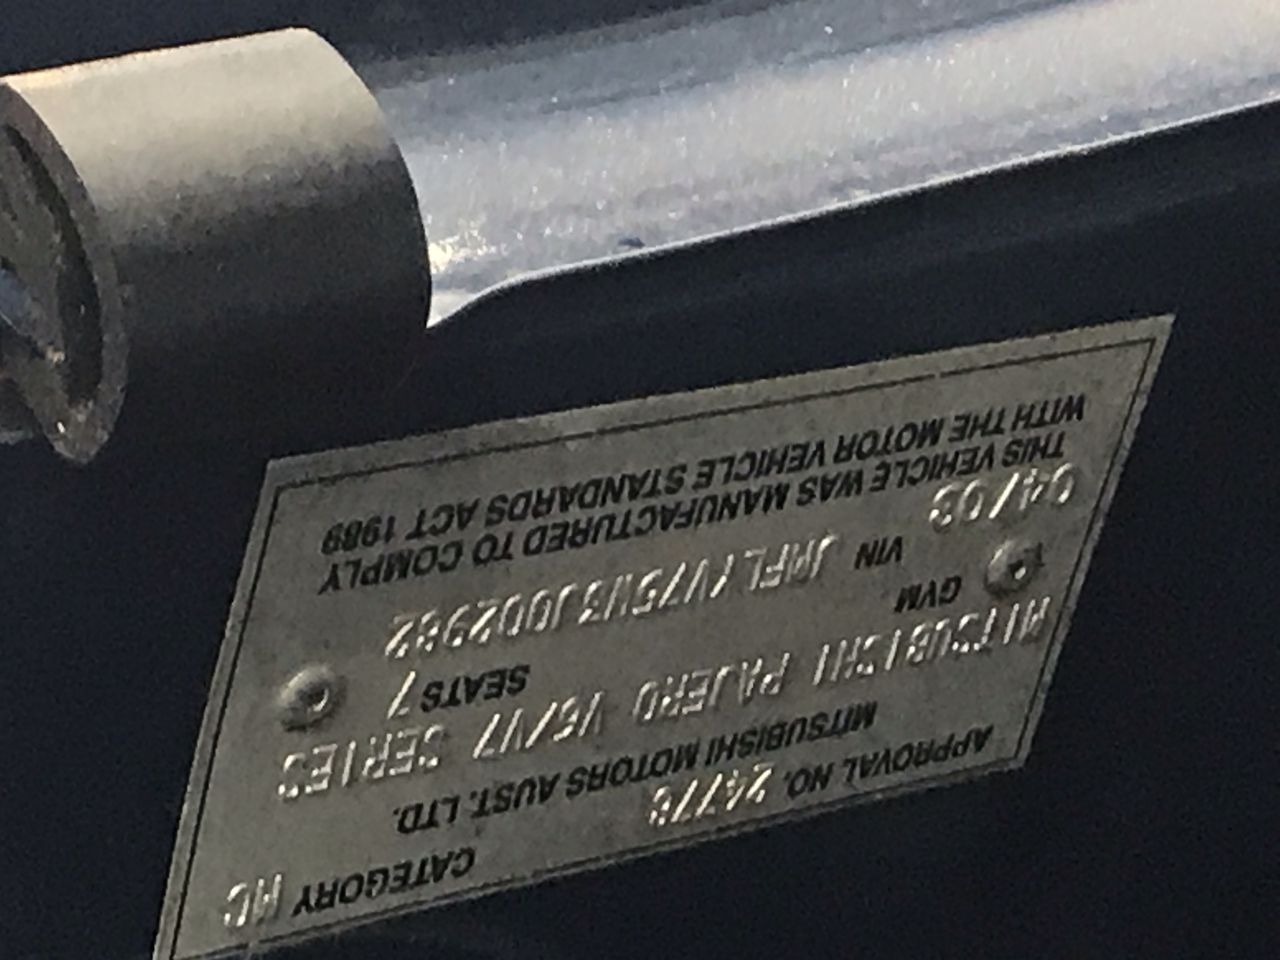 APPROVAL NO. 24776 CATEGORY MC
MITSUBISHI MOTORS AUST. LTD.
MITSUBISHI PAJERO V6/V7 SERIES
GVM SEATS 7
VIN JMFLYV75W3J002982
04/03
THIS VEHICLE WAS MANUFACTURED TO COMPLY
WITH THE MOTOR VEHICLE STANDARDS ACT 1989